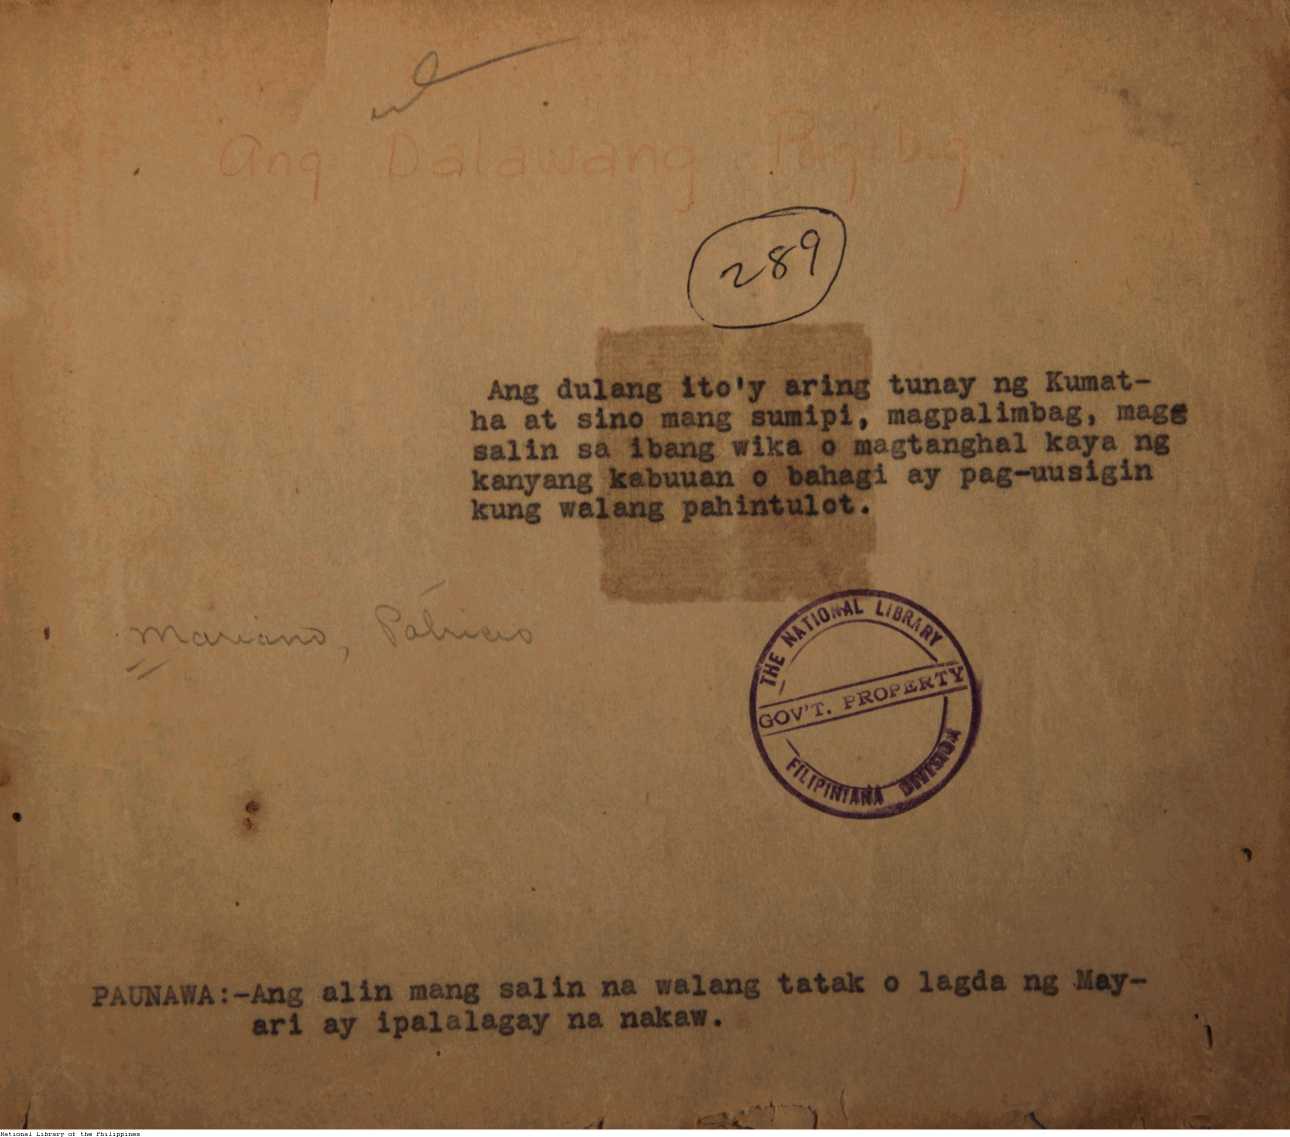 Ang Dalawang Pagibig
289
Ang dulang ito'y aring tunay ng Kumat-
ha at sino mang sumipi, magpalimbag, magg
salin sa ibang wika o magtanghal kaya ng
kanyang kabuuan o bahagi ay pag-uusigin
kung walang pahintulot.
Mariano, Patricio
THE NATIONAL LIBRARY
GOV'T. PROPERTY
FILIPINIANA DIVISION
PAUNAWA:-Ang alin mang salin na walang tatak o lagda ng May-
ari ay ipalalagay na nakaw.
National Library of the Philippines